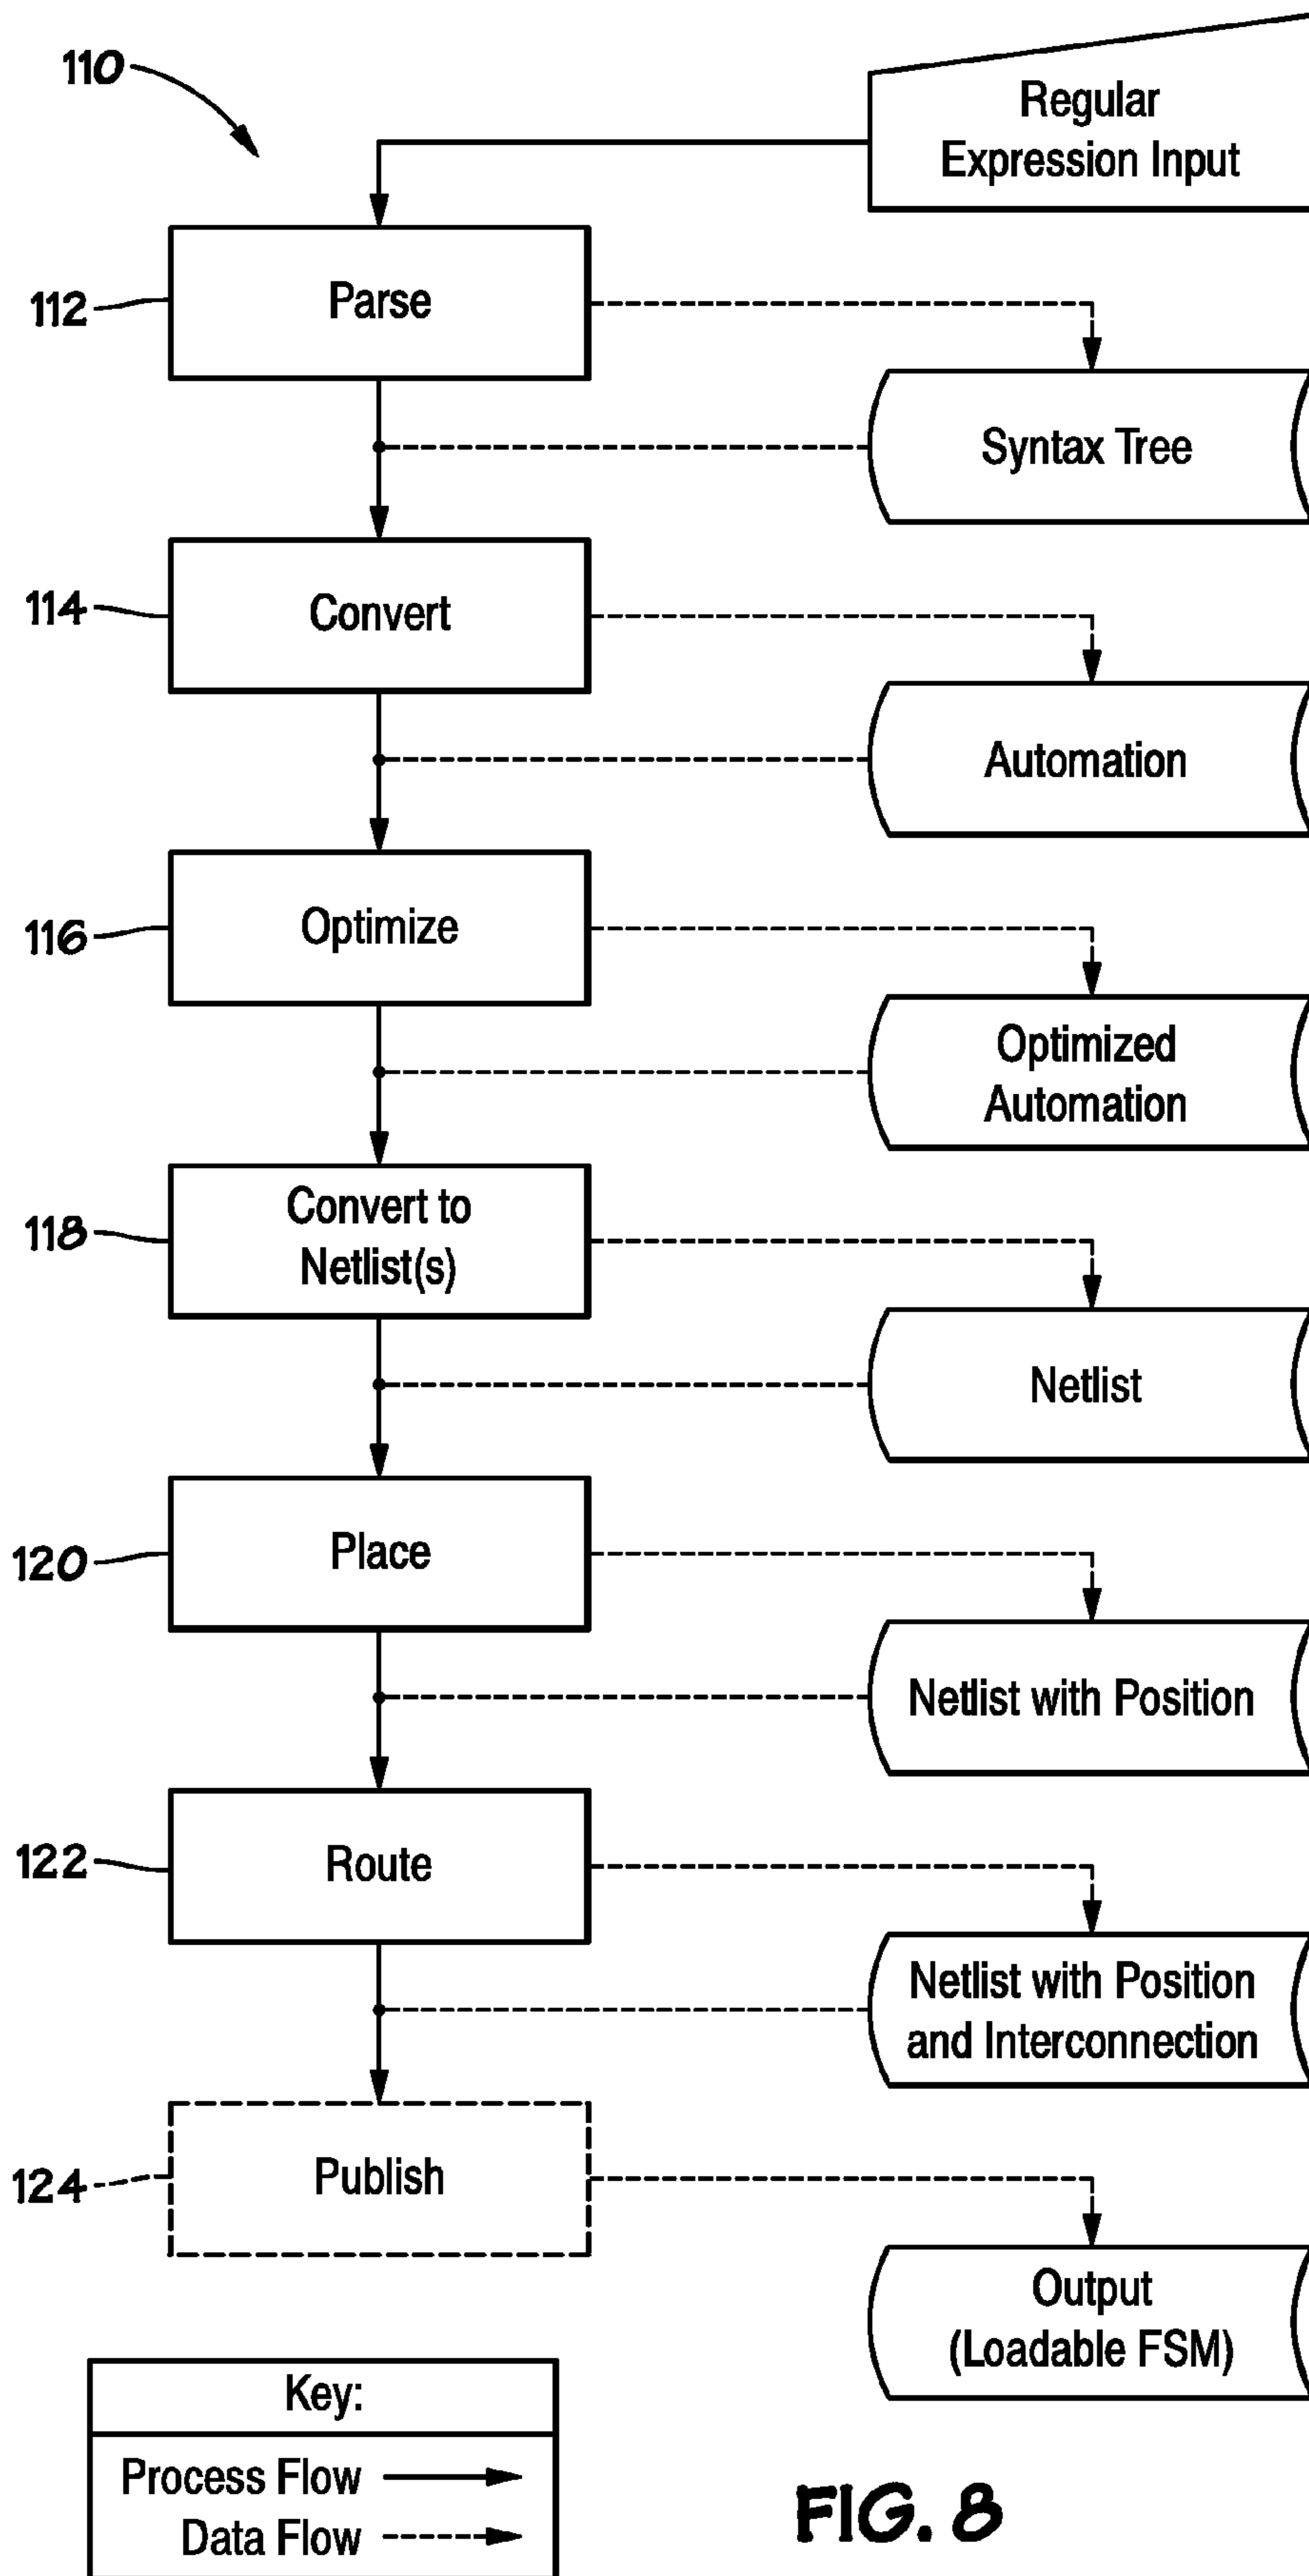 110
Regular
Expression Input
112
Parse
Syntax Tree
114
Convert
Automation
116
Optimize
Optimized
Automation
118
Convert to
Netlist(s)
Netlist
120
Place
Netlist with Position
122
Route
Netlist with Position
and Interconnection
124
Publish
Output
(Loadable FSM)
Key:
Process Flow
Data Flow
FIG. 8